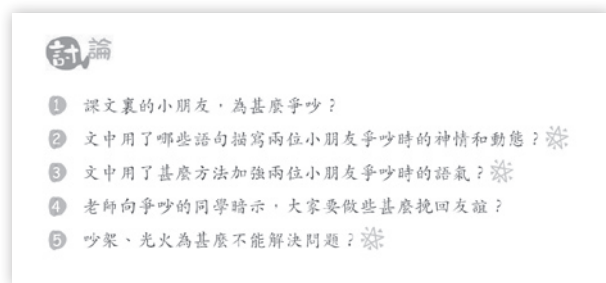 討論
1 課文裏的小朋友，為甚麼爭吵？
2 文中用了哪些語句描寫兩位小朋友爭吵時的神情和動態？
3 文中用了甚麼方法加強兩位小朋友爭吵時的語氣？
4 老師向爭吵的同學暗示，大家要做些甚麼挽回友誼？
5 吵架、光火為甚麼不能解決問題？